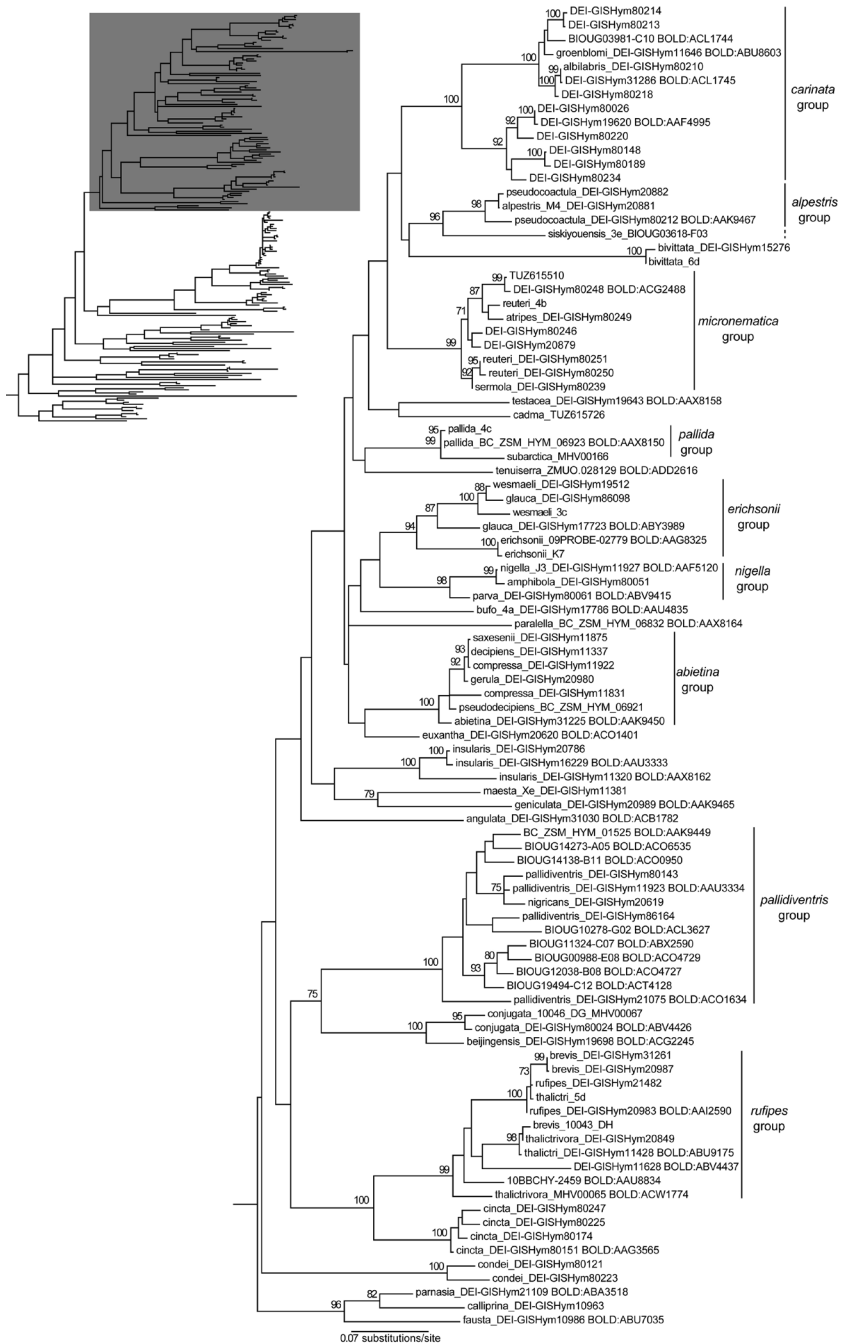 DEI-GISHym80214
DEI-GISHym80213
100
BIOUG03981-C10 BOLD:ACL1744
groenblomi_DEI-GISHym11646 BOLD:ABU8603
100
albilabris_DEI-GISHym80210
99
DEI-GISHym31286 BOLD:ACL1745
100
DEI-GISHym80218
carinata
group
100
DEI-GISHym80026
100
DEI-GISHym19620 BOLD:AAF4995
92
DEI-GISHym80220
92
DEI-GISHym80148
100
DEI-GISHym80189
DEI-GISHym80234
pseudocoactula_DEI-GISHym20882
98
alpestris_M4_DEI-GISHym20881
96
pseudocoactula_DEI-GISHym80212 BOLD:AAK9467
siskiyouensis_3e_BIOUG03618-F03
alpestris
group
bivittata_DEI-GISHym15276
100
bivittata_6d
TUZ615510
99
DEI-GISHym80248 BOLD:ACG2488
87
reuteri_4b
atripes_DEI-GISHym80249
71
DEI-GISHym80246
DEI-GISHym20879
99
reuteri_DEI-GISHym80251
95
reuteri_DEI-GISHym80250
92
sermola_DEI-GISHym80239
micronematica
group
testacea_DEI-GISHym19643 BOLD:AAX8158
cadma_TUZ615726
pallida_4c
95
pallida_BC_ZSM_HYM_06923 BOLD:AAX8150
99
subarctica_MHV00166
pallida
group
tenuiserra_ZMUO.028129 BOLD:ADD2616
wesmaeli_DEI-GISHym19512
88
glauca_DEI-GISHym86098
100
wesmaeli_3c
87
glauca_DEI-GISHym17723 BOLD:ABY3989
94
erichsonii_09PROBE-02779 BOLD:AAG8325
100
erichsonii_K7
erichsonii
group
nigella_J3_DEI-GISHym11927 BOLD:AAF5120
99
amphibola_DEI-GISHym80051
98
parva_DEI-GISHym80061 BOLD:ABV9415
nigella
group
bufo_4a_DEI-GISHym17786 BOLD:AAU4835
paralella_BC_ZSM_HYM_06832 BOLD:AAX8164
saxesenii_DEI-GISHym11875
93
decipiens_DEI-GISHym11337
92
compressa_DEI-GISHym11922
gerula_DEI-GISHym20980
compressa_DEI-GISHym11831
100
pseudodecipiens_BC_ZSM_HYM_06921
abietina_DEI-GISHym31225 BOLD:AAK9450
abietina
group
euxantha_DEI-GISHym20620 BOLD:ACO1401
insularis_DEI-GISHym20786
100
insularis_DEI-GISHym16229 BOLD:AAU3333
100
insularis_DEI-GISHym11320 BOLD:AAX8162
maesta_Xe_DEI-GISHym11381
79
geniculata_DEI-GISHym20989 BOLD:AAK9465
angulata_DEI-GISHym31030 BOLD:ACB1782
BC_ZSM_HYM_01525 BOLD:AAK9449
BIOUG14273-A05 BOLD:ACO6535
BIOUG14138-B11 BOLD:ACO0950
pallidiventris_DEI-GISHym80143
75
pallidiventris_DEI-GISHym11923 BOLD:AAU3334
nigricans_DEI-GISHym20619
pallidiventris_DEI-GISHym86164
BIOUG10278-G02 BOLD:ACL3627
BIOUG11324-C07 BOLD:ABX2590
80
BIOUG00988-E08 BOLD:ACO4729
93
BIOUG12038-B08 BOLD:ACO4727
100
BIOUG19494-C12 BOLD:ACT4128
pallidiventris_DEI-GISHym21075 BOLD:ACO1634
pallidiventris
group
75
conjugata_10046_DG_MHV00067
95
conjugata_DEI-GISHym80024 BOLD:ABV4426
100
beijingensis_DEI-GISHym19698 BOLD:ACG2245
brevis_DEI-GISHym31261
99
brevis_DEI-GISHym20987
73
rufipes_DEI-GISHym21482
100
thalictri_5d
rufipes_DEI-GISHym20983 BOLD:AAI2590
brevis_10043_DH
98
thalictrivora_DEI-GISHym20849
thalictri_DEI-GISHym11428 BOLD:ABU9175
DEI-GISHym11628 BOLD:ABV4437
99
10BBCHY-2459 BOLD:AAU8834
thalictrivora_MHV00065 BOLD:ACW1774
rufipes
group
100
cincta_DEI-GISHym80247
cincta_DEI-GISHym80225
cincta_DEI-GISHym80174
100
cincta_DEI-GISHym80151 BOLD:AAG3565
condei_DEI-GISHym80121
100
condei_DEI-GISHym80223
parnasia_DEI-GISHym21109 BOLD:ABA3518
82
calliprina_DEI-GISHym10963
96
fausta_DEI-GISHym10986 BOLD:ABU7035
0.07 substitutions/site